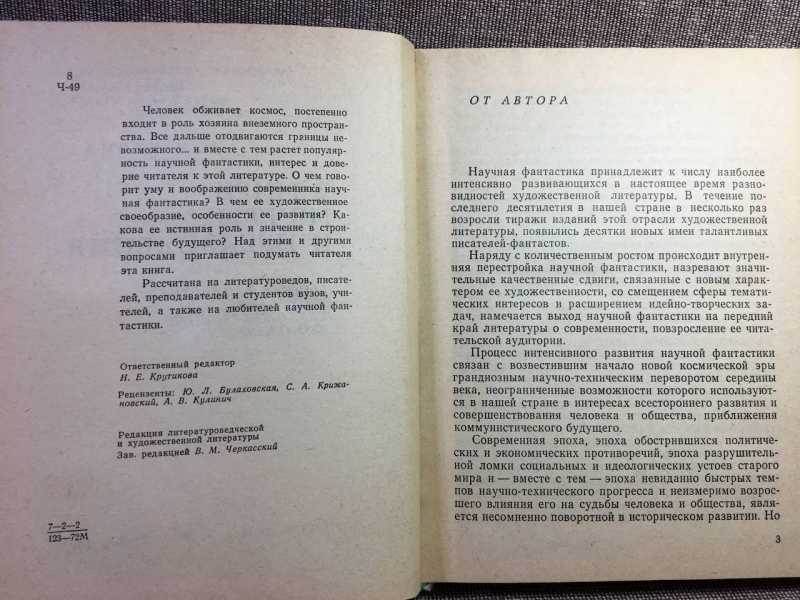 8
Ч-49
Человек обживает космос, постепенно
входит в роль хозяина внеземного простран-
ства. Все дальше отодвигаются границы не-
возможного... и вместе с тем растет популяр-
ность научной фантастики, интерес и дове-
рие читателя к этой литературе. О чем гово-
рит уму и воображению современника науч-
ная фантастика? В чем ее художественное
своеобразие, особенности ее развития? Ка-
кова ее истинная роль и значение в строи-
тельстве будущего? Над этими и другими
вопросами приглашает подумать читателя
эта книга.
Рассчитана на литературоведов, писате-
лей, преподавателей и студентов вузов, учи-
телей, а также на любителей научной фан-
тастики.
Ответственный редактор
Н. Е. Крутикова
Рецензенты: Ю. Л. Булаховская, С. А. Крижа-
новский, А. В. Кулинич
Редакция литературоведческой
и художественной литературы
Зав. редакцией В. М. Черкасский
7—2—2
123—72М
ОТ АВТОРА
Научная фантастика принадлежит к числу наиболее
интенсивно развивающихся в настоящее время разно-
видностей художественной литературы. В течение по-
следнего десятилетия в нашей стране в несколько раз
возросли тиражи изданий этой отрасли художественной
литературы, появились десятки новых имен талантливых
писателей-фантастов.
Наряду с количественным ростом происходит внутрен-
няя перестройка научной фантастики, назревают значи-
тельные качественные сдвиги, связанные с новым харак-
тером ее художественности, со смещением сферы темати-
ческих интересов и расширением идейно-творческих за-
дач, намечается выход научной фантастики на передний
край литературы о современности, повзросление ее чита-
тельской аудитории.
Процесс интенсивного развития научной фантастики
связан с возвестившим начало новой космической эры
грандиозным научно-техническим переворотом середины
века, неограниченные возможности которого используют-
ся в нашей стране в интересах всестороннего развития и
совершенствования человека и общества, приближения
коммунистического будущего.
Современная эпоха, эпоха обострившихся политичес-
ких и экономических противоречий, эпоха разрушитель-
ной ломки социальных и идеологических устоев старого
мира и — вместе с тем — эпоха невиданно быстрых тем-
пов научно-технического прогресса и неизмеримо возрос-
шего влияния его на судьбы человека и общества, явля-
ется несомненно поворотной в историческом развитии. Но
3